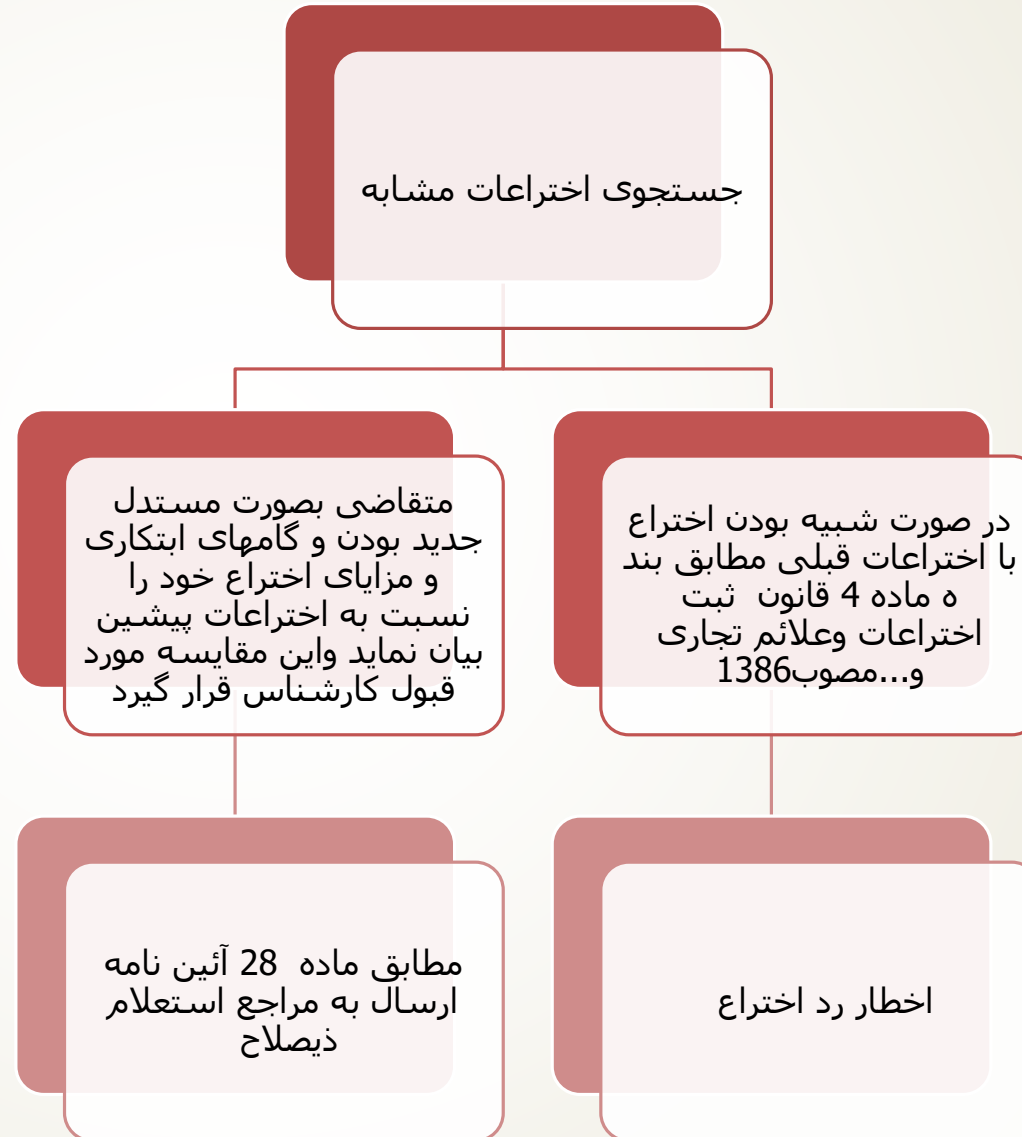 جستجوی اختراعات مشابه
در صورت شبیه بودن اختراع
با اختراعات قبلی مطابق بند
ه ماده 4 قانون ثبت
اختراعات وعلائم تجاری
و...مصوب1386
اخطار رد اختراع
متقاضی بصورت مستدل
جدید بودن و گامهای ابتکاری
و مزایای اختراع خود را
نسبت به اختراعات پیشین
بیان نماید واین مقایسه مورد
قبول کارشناس قرار گیرد
مطابق ماده 28 آئین نامه
ارسال به مراجع استعلام
ذیصلاح